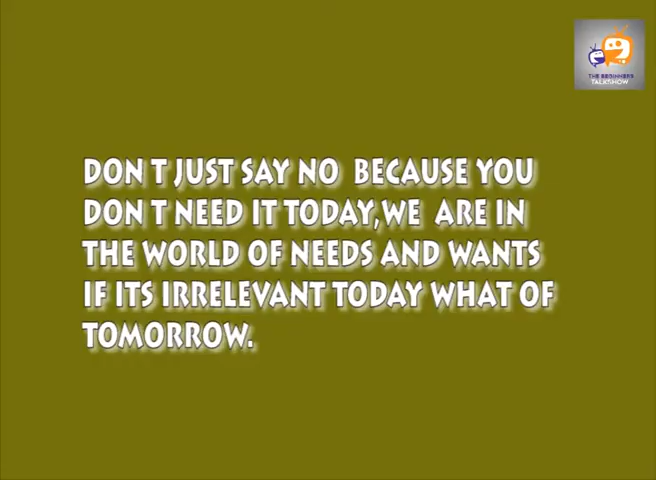 THE BEGINNERS
TALKSHOW
DON T JUST SAY NO BECAUSE YOU
DON T NEED IT TODAY,WE ARE IN
THE WORLD OF NEEDS AND WANTS
IF ITS IRRELEVANT TODAY WHAT OF
TOMORROW.